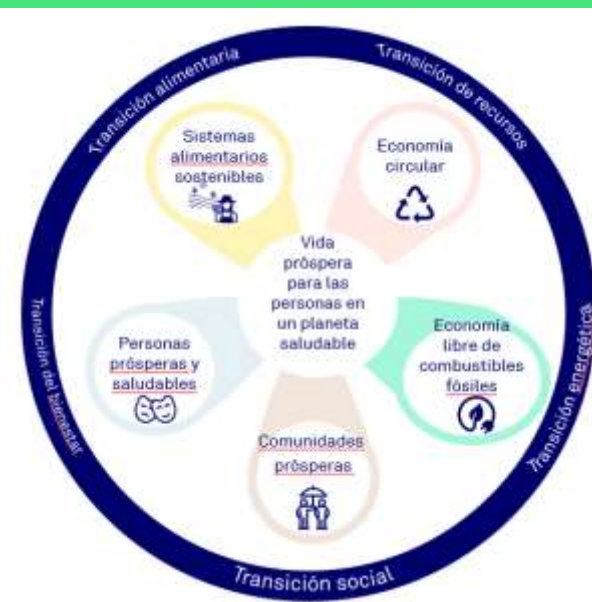 Transición alimentaria
Transición de recursos
Sistemas
alimentarios
sostenibles
Economía
circular
Vida
próspera
para las
personas en
un planeta
saludable
Personas
prósperas y
saludables
Economía
libre de
combustibles
fósiles
Comunidades
prósperas
Transición del bienestar
Transición energética
Transición social